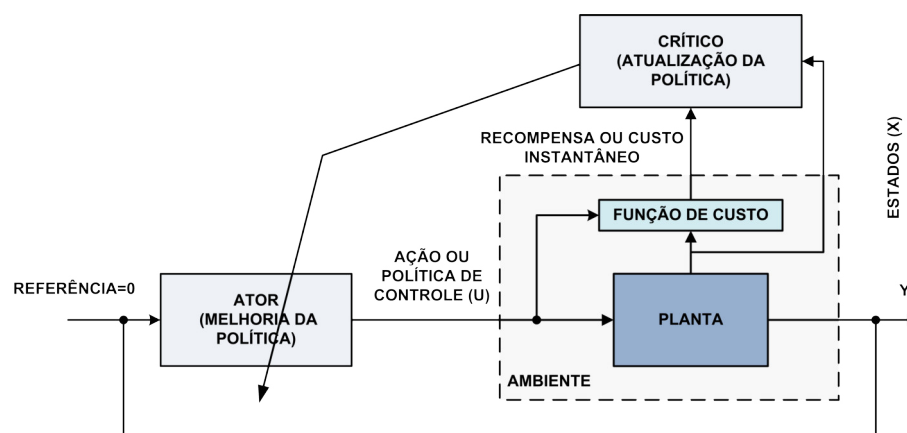 CRÍTICO
(ATUALIZAÇÃO DA
POLÍTICA)
RECOMPENSA OU CUSTO
INSTANTÂNEO
ESTADOS (X)
FUNÇÃO DE CUSTO
AÇÃO OU
POLÍTICA DE
CONTROLE (U)
REFERÊNCIA=0
ATOR
(MELHORIA DA
POLÍTICA)
PLANTA
Y
AMBIENTE